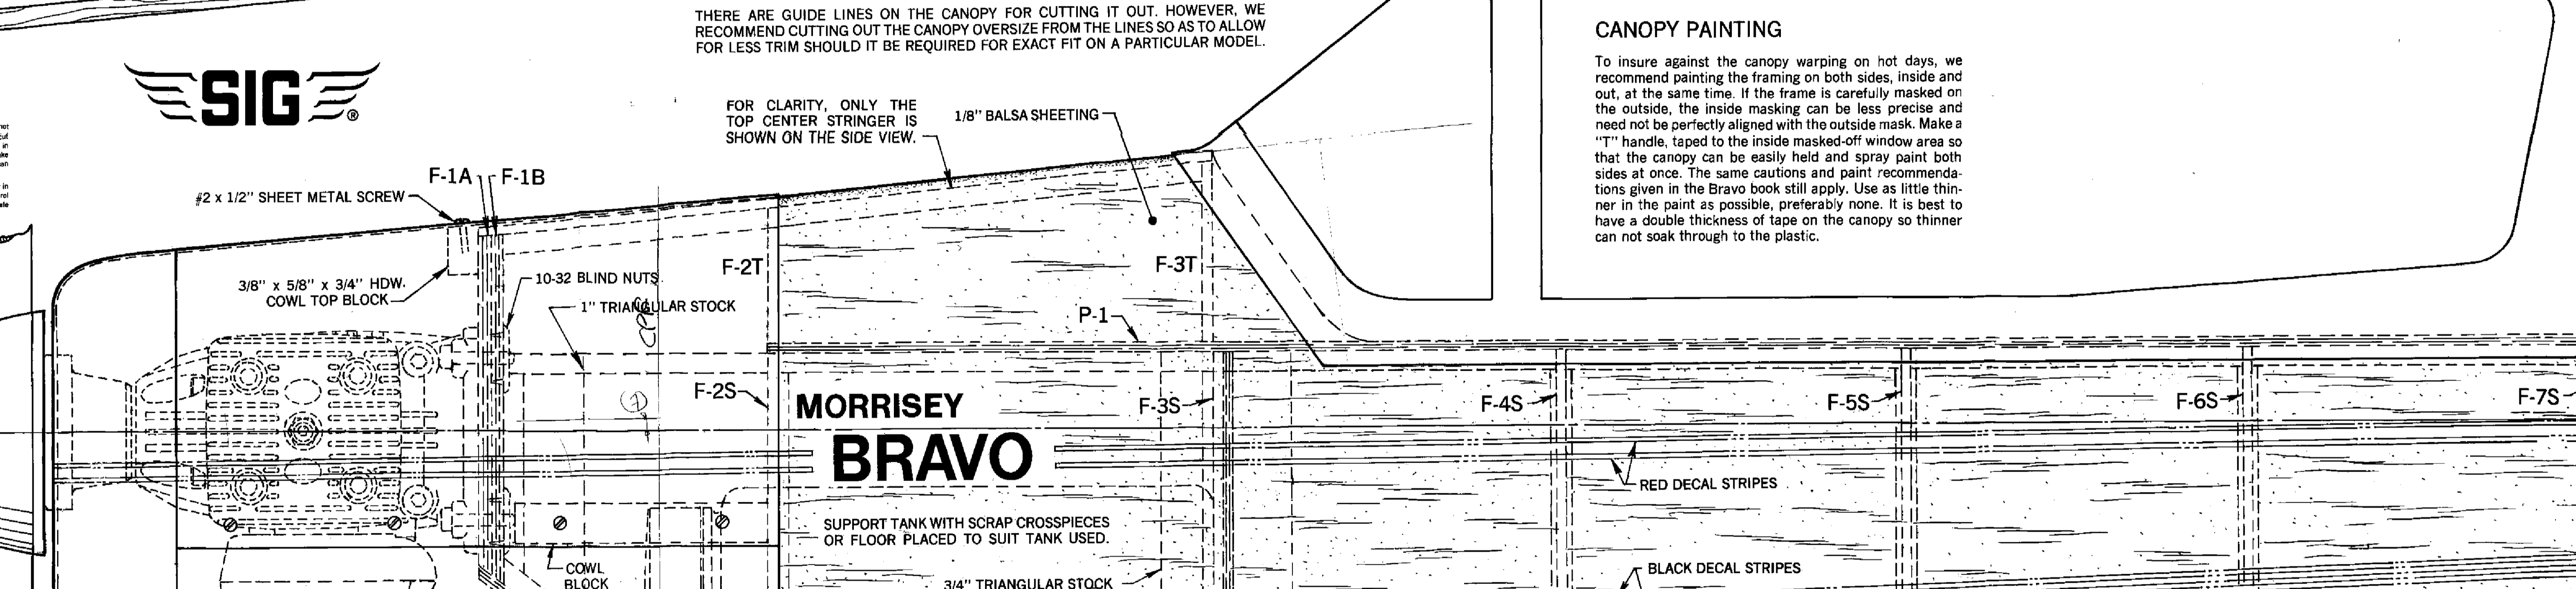 THERE ARE GUIDE LINES ON THE CANOPY FOR CUTTING IT OUT. HOWEVER, WE
RECOMMEND CUTTING OUT THE CANOPY OVERSIZE FROM THE LINES SO AS TO ALLOW
FOR LESS TRIM SHOULD IT BE REQUIRED FOR EXACT FIT ON A PARTICULAR MODEL.
CANOPY PAINTING
To insure against the canopy warping on hot days, we
recommend painting the framing on both sides, inside and
out, at the same time. If the frame is carefully masked on
the outside, the inside masking can be less precise and
need not be perfectly aligned with the outside mask. Make a
"T" handle, taped to the inside masked-off window area so
that the canopy can be easily held and spray paint both
sides at once. The same cautions and paint recommenda-
tions given in the Bravo book still apply. Use as little thin-
ner in the paint as possible, preferably none. It is best to
have a double thickness of tape on the canopy so thinner
can not soak through to the plastic.
SIG®
FOR CLARITY, ONLY THE
TOP CENTER STRINGER IS
SHOWN ON THE SIDE VIEW.
1/8" BALSA SHEETING
F-1A
F-1B
#2 x 1/2" SHEET METAL SCREW
3/8" x 5/8" x 3/4" HDW.
COWL TOP BLOCK
10-32 BLIND NUTS
1" TRIANGULAR STOCK
F-2T
F-3T
P-1
F-2S
MORRISEY
BRAVO
F-3S
F-4S
F-5S
F-6S
F-7S
RED DECAL STRIPES
SUPPORT TANK WITH SCRAP CROSSPIECES
OR FLOOR PLACED TO SUIT TANK USED.
COWL
BLOCK
3/4" TRIANGULAR STOCK
BLACK DECAL STRIPES